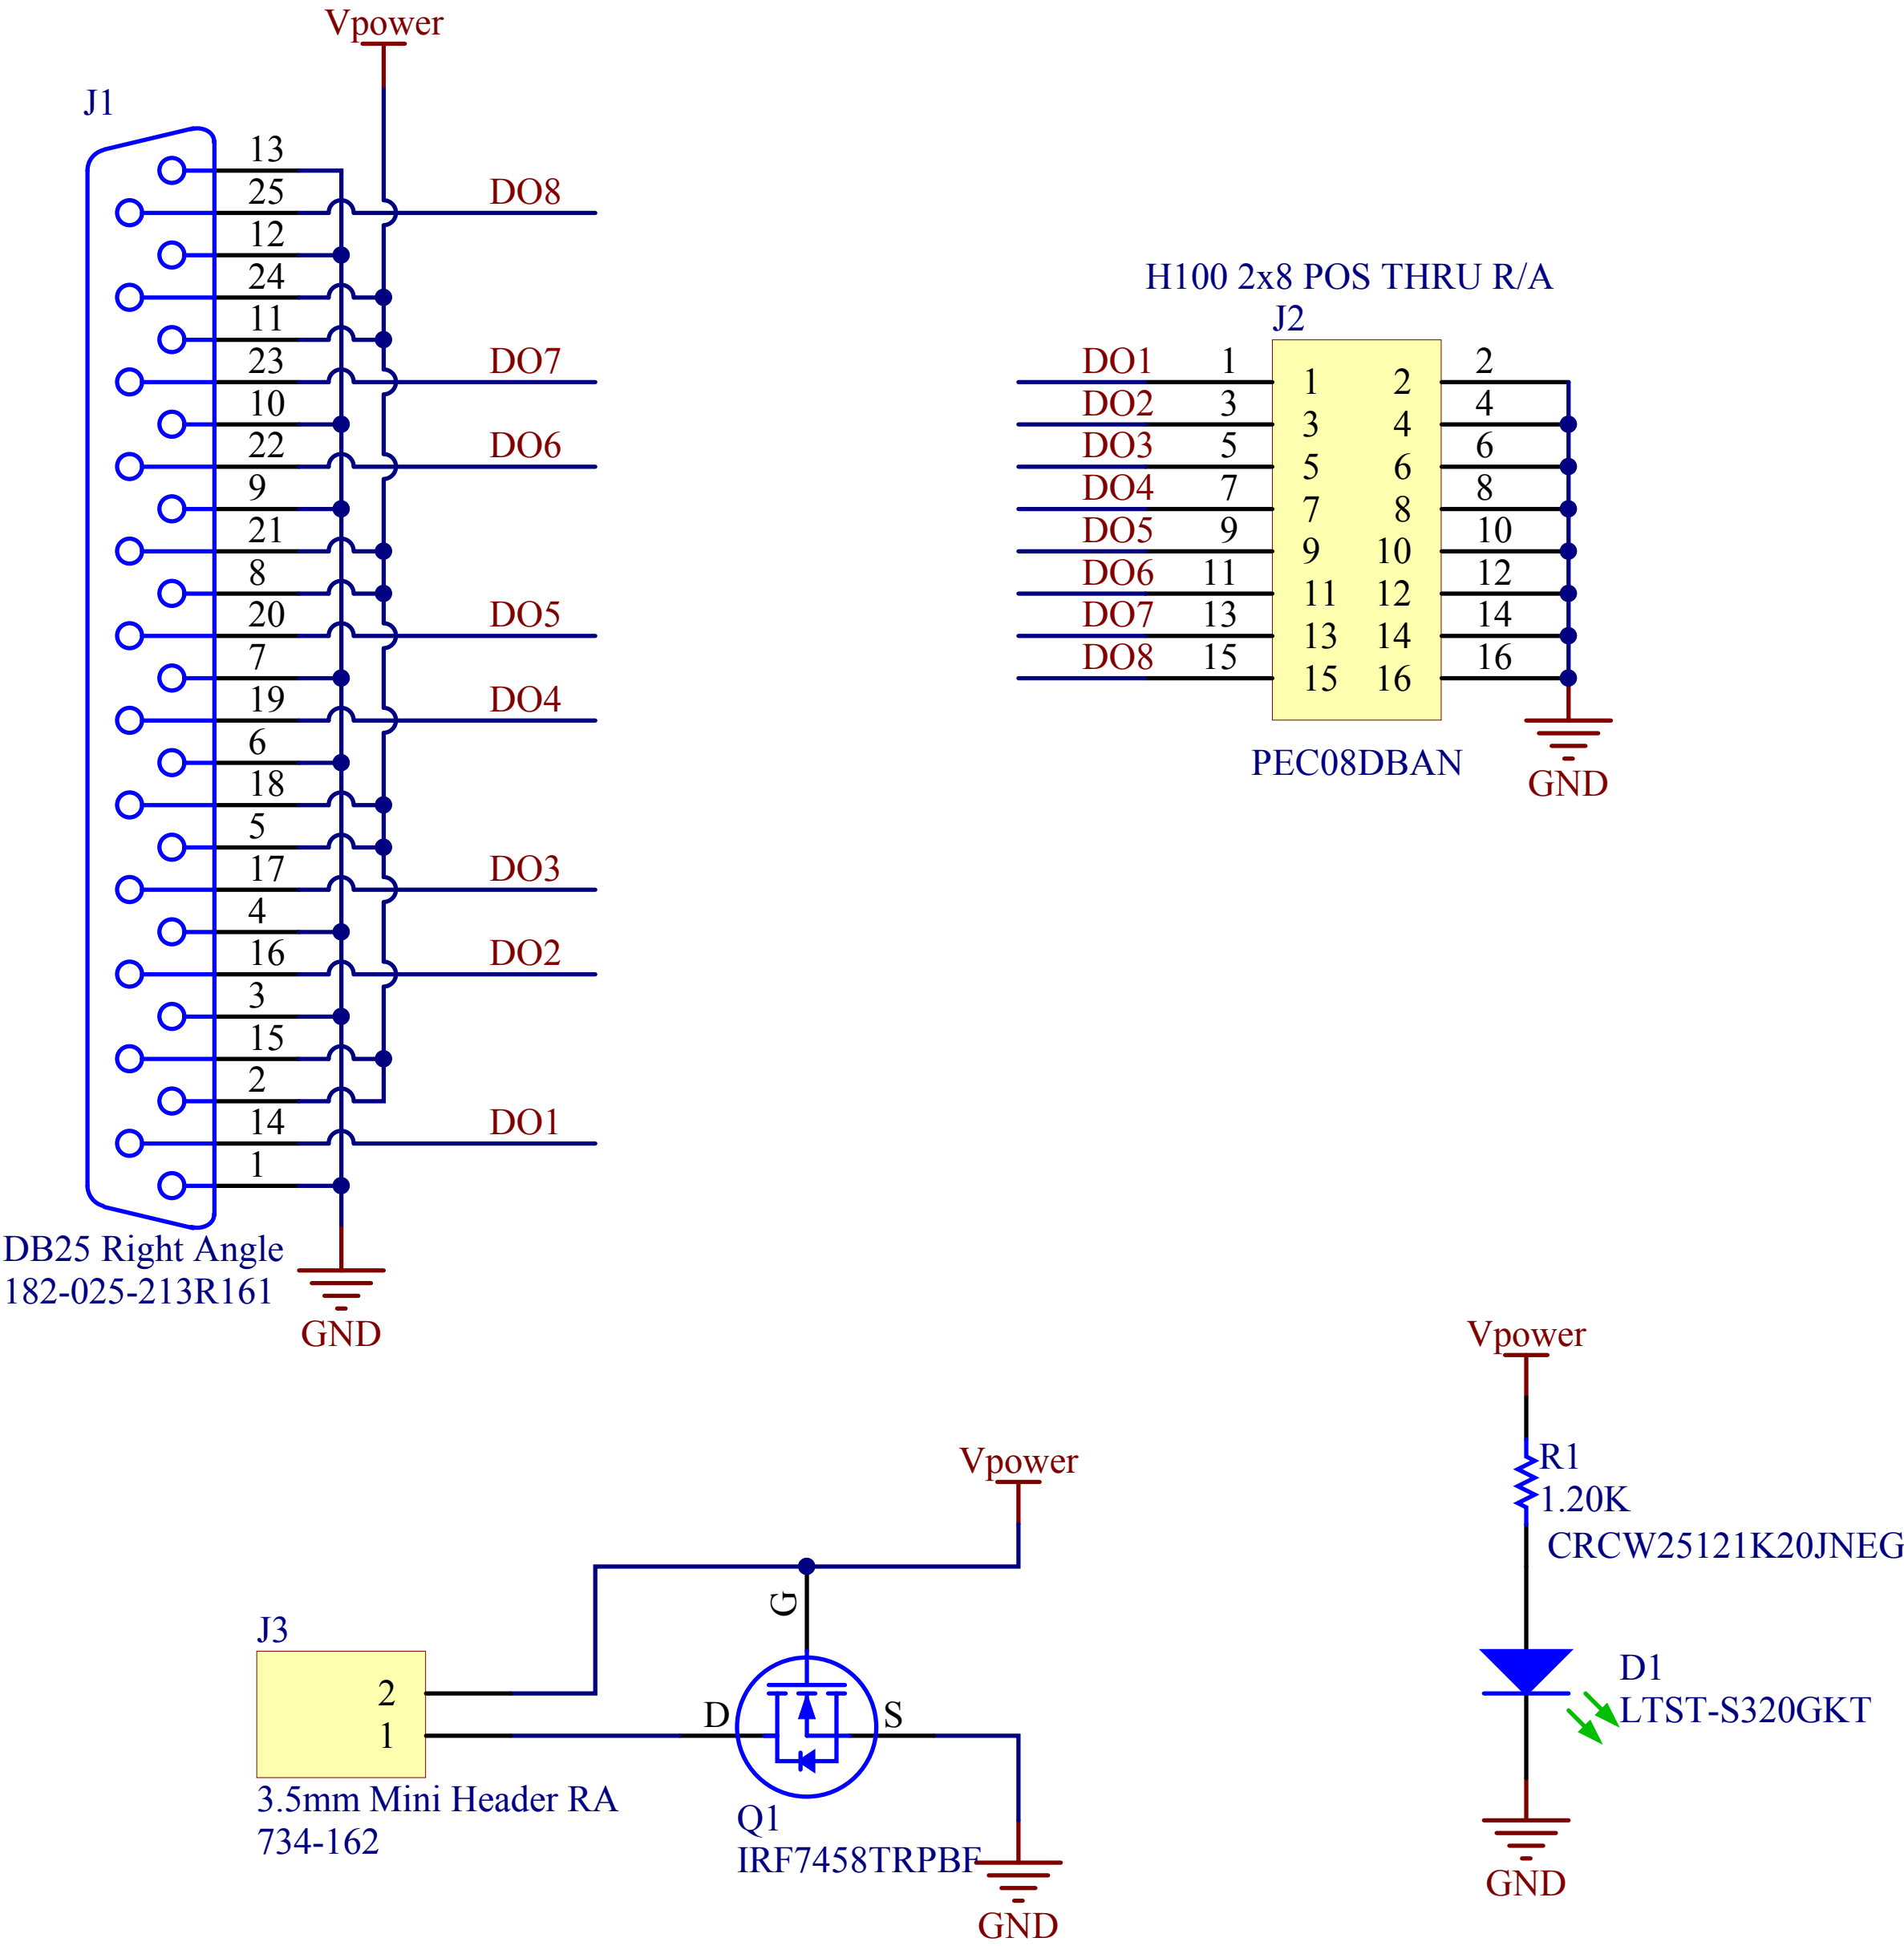 Vpower
J1
13
25 DO8
12
24
11
23 DO7
10
22 DO6
9
21
8
20 DO5
7
19 DO4
6
18
5
17 DO3
4
16 DO2
3
15
2
14 DO1
1
DB25 Right Angle
182-025-213R161
GND
H100 2x8 POS THRU R/A
J2
DO1 1 1 2 2
DO2 3 3 4 4
DO3 5 5 6 6
DO4 7 7 8 8
DO5 9 9 10 10
DO6 11 11 12 12
DO7 13 13 14 14
DO8 15 15 16 16
PEC08DBAN
GND
Vpower
G
J3
2
1
D S
3.5mm Mini Header RA
734-162
Q1
IRF7458TRPBF
GND
Vpower
R1
1.20K
CRCW25121K20JNEG
D1
LTST-S320GKT
GND